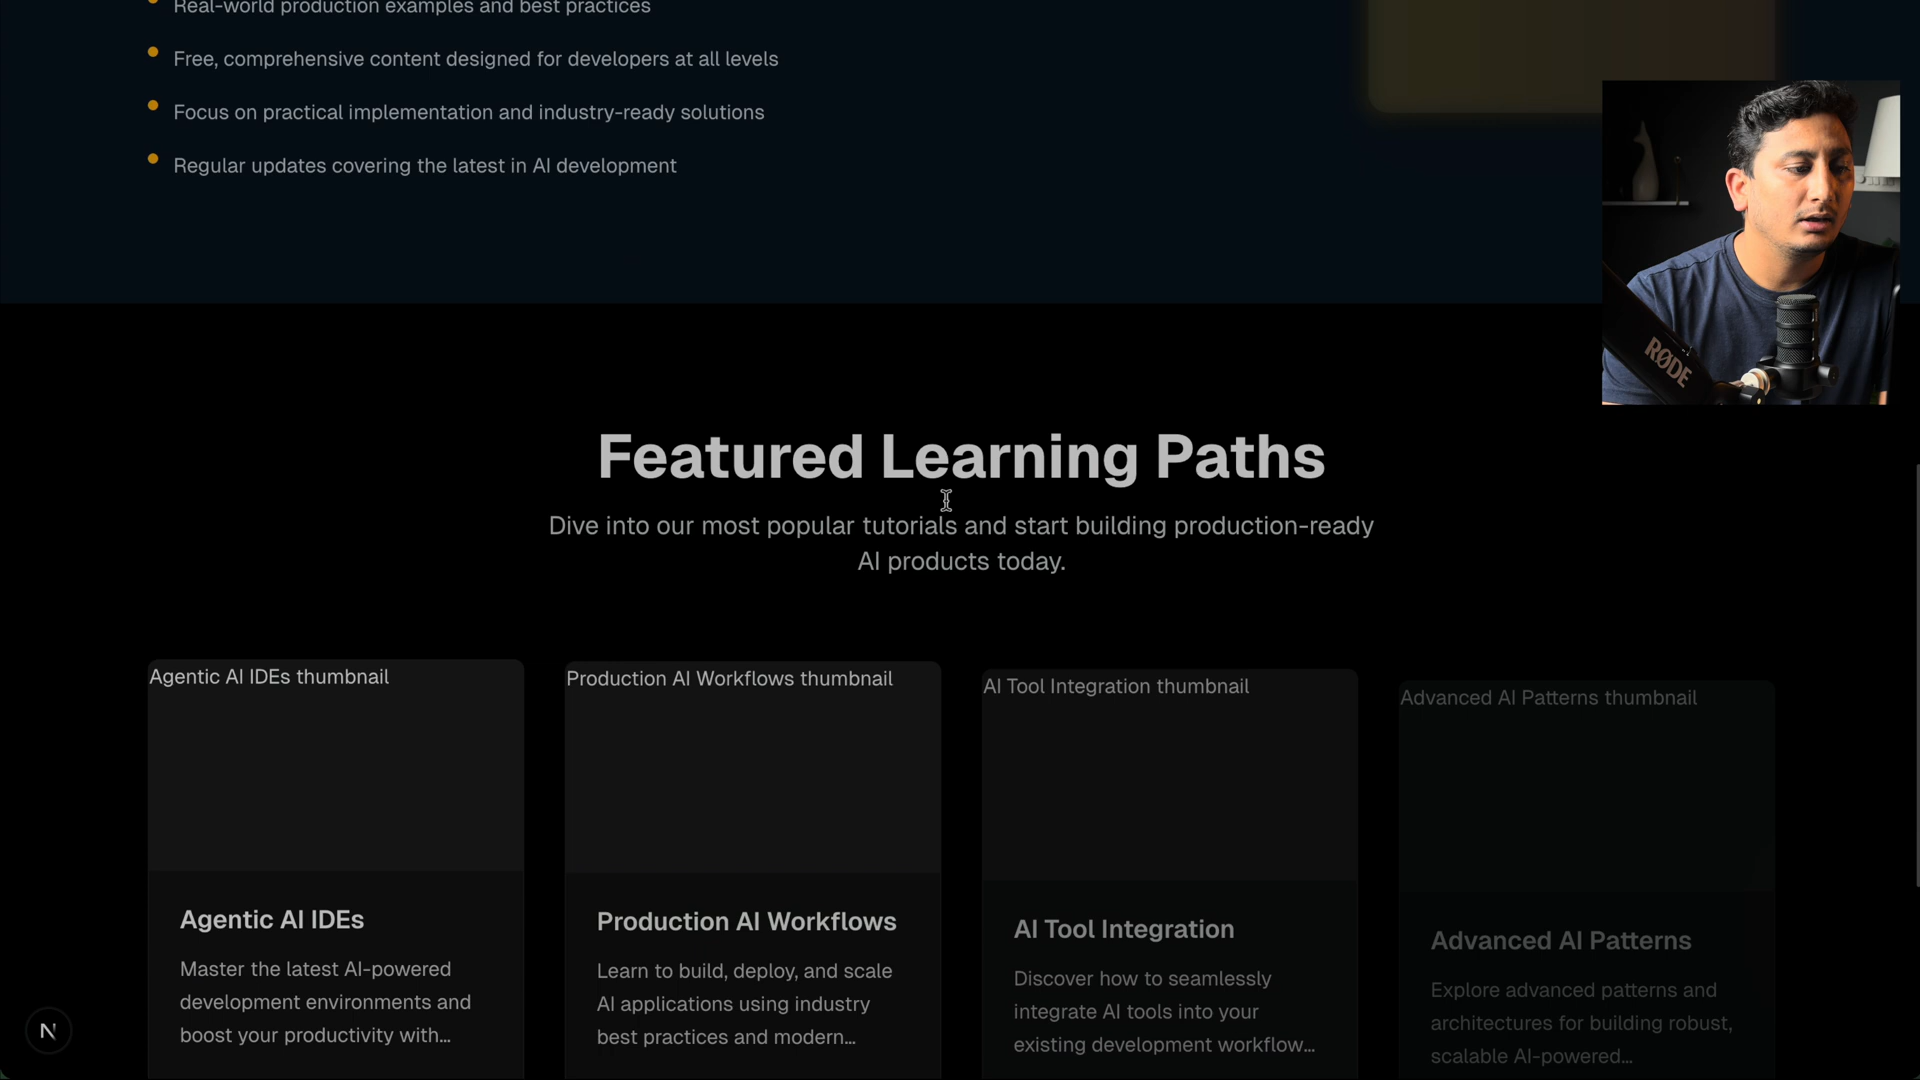 Real-world production examples and best practices
Free, comprehensive content designed for developers at all levels
Focus on practical implementation and industry-ready solutions
Regular updates covering the latest in AI development
RØDE
Featured Learning Paths
Dive into our most popular tutorials and start building production-ready
AI products today.
Agentic AI IDEs thumbnail
Agentic AI IDEs
Master the latest AI-powered
development environments and
boost your productivity with...
Production AI Workflows thumbnail
Production AI Workflows
Learn to build, deploy, and scale
AI applications using industry
best practices and modern...
AI Tool Integration thumbnail
AI Tool Integration
Discover how to seamlessly
integrate AI tools into your
existing development workflow...
Advanced AI Patterns thumbnail
Advanced AI Patterns
Explore advanced patterns and
architectures for building robust,
scalable AI-powered...
N